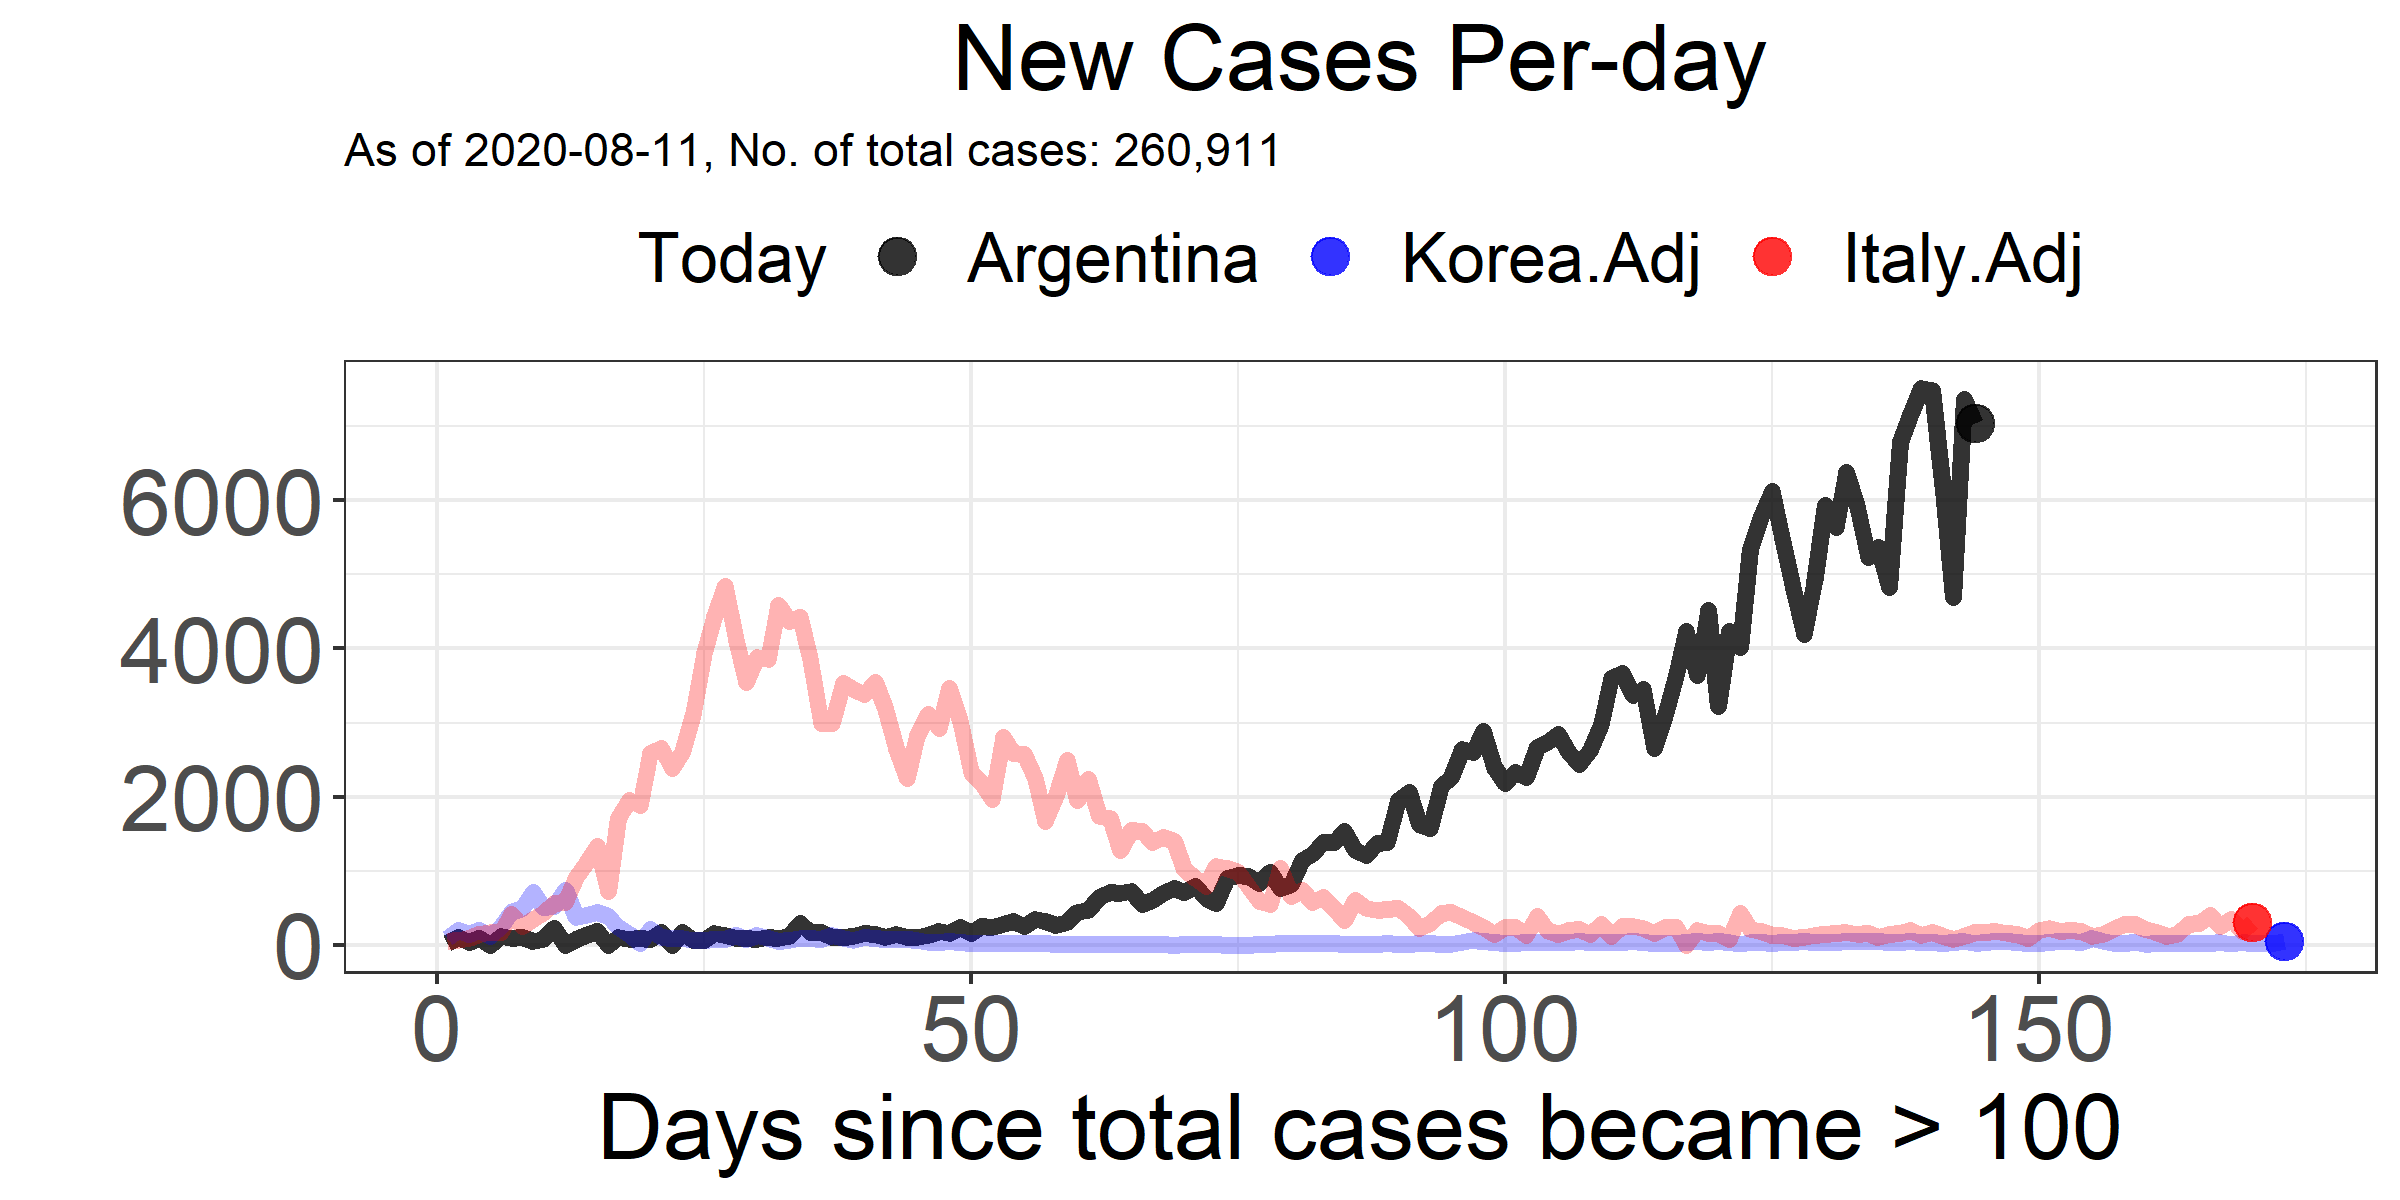 New Cases Per-day
As of 2020-08-11, No. of total cases: 260,911
Today Argentina Korea.Adj Italy.Adj
6000
4000
2000
0
0 50 100 150
Days since total cases became > 100